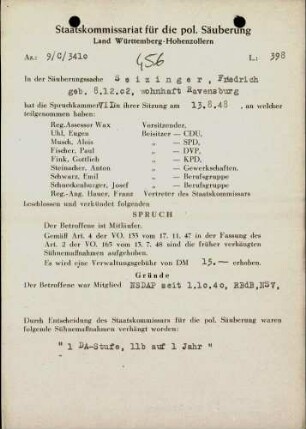 Staatskommissariat für die pol. Säuberung
Land Württemberg-Hohenzollern
Az.: 9/C/3410 L.: 398
456
In der Säuberungssache Seizinger, Friedrich
geb. 8.12.02, wohnhaft Ravensburg
hat die Spruchkammer VIIb in ihrer Sitzung am 13.8.48, an welcher
teilgenommen haben:
Reg.Assessor Wax Vorsitzender,
Uhl, Eugen Beisitzer — CDU,
Musch, Alois „ — SPD,
Fischer, Paul „ — DVP,
Fink, Gottlieb „ — KPD,
Steinacher, Anton „ — Gewerkschaften.
Schwarz, Emil „ — Berufsgruppe
Schneckenburger, Josef „ — Berufsgruppe
Reg.-Ang. Hauer, Franz Vertreter des Staatskommissars
beschlossen und verkündet folgendes
SPRUCH
Der Betroffene ist Mitläufer.
Gemäß Art. 4 der VO. 133 vom 17. 11. 47 in der Fassung des
Art. 2 der VO. 165 vom 13. 7. 48 sind die früher verhängten
Sühnemaßnahmen aufgehoben.
Es wird eine Verwaltungsgebühr von DM 15.— erhoben.
Gründe
Der Betroffene war Mitglied NSDAP seit 1.10.40, RBdB, NSV,
Durch Entscheidung des Staatskommissars für die pol. Säuberung waren
folgende Sühnemaßnahmen verhängt worden:
" 1 DA-Stufe, 11b auf 1 Jahr "